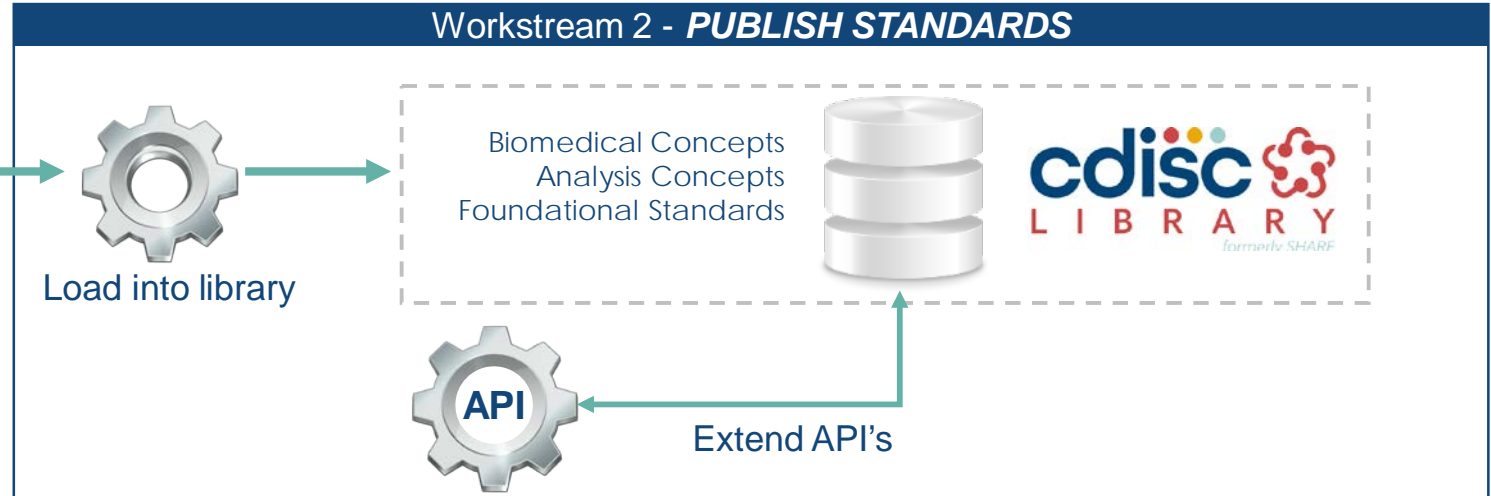 Workstream 2 - PUBLISH STANDARDS
Biomedical Concepts
Analysis Concepts
Foundational Standards
cdisc
LIBRARY
formerly SHARE
Load into library
API
Extend API's